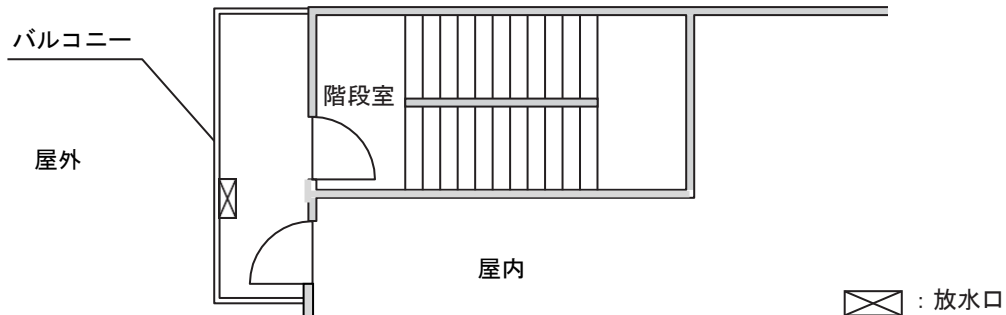 バルコニー
階段室
屋外
屋内
：放水口